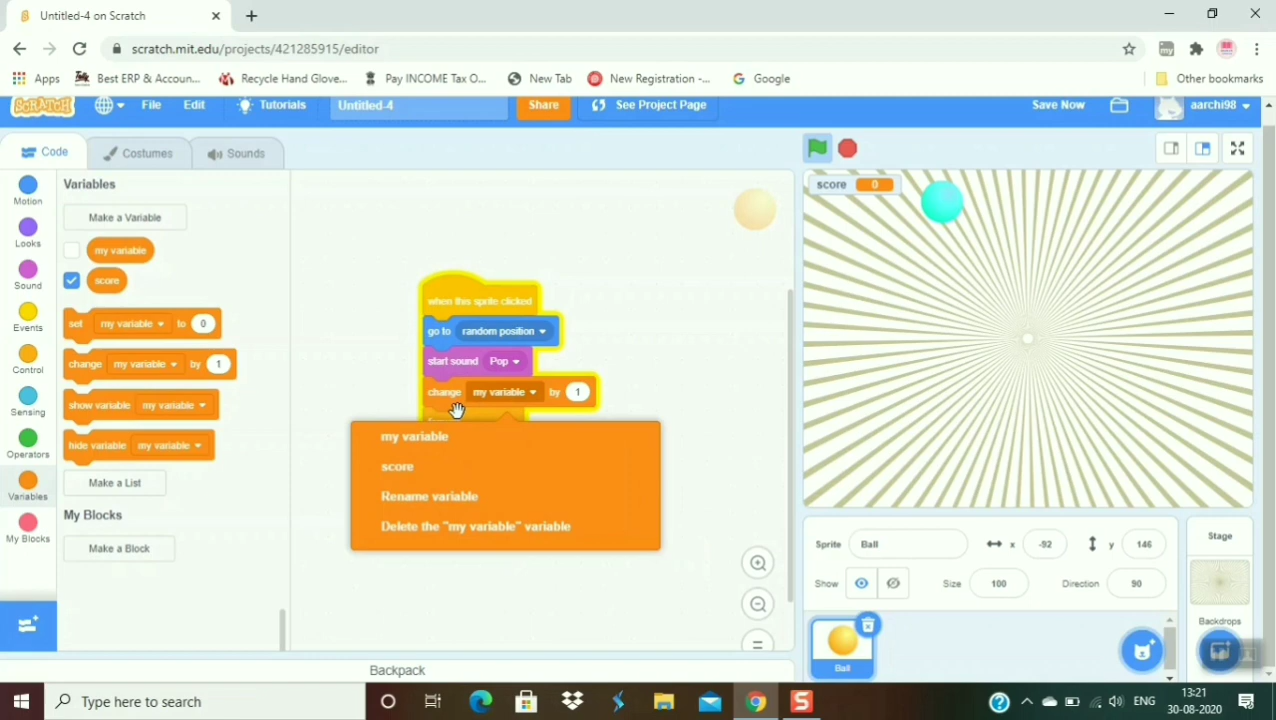 Untitled-4 on Scratch
scratch.mit.edu/projects/421285915/editor
Apps
Best ERP & Accoun...
Recycle Hand Glove...
Pay INCOME Tax O...
New Tab
New Registration -...
Google
Other bookmarks
SCRATCH
File
Edit
Tutorials
Untitled-4
Share
See Project Page
Save Now
aarchi98
Code
Costumes
Sounds
Motion
Looks
Sound
Events
Control
Sensing
Operators
Variables
My Blocks
Variables
Make a Variable
my variable
score
set my variable to 0
change my variable by 1
show variable my variable
hide variable my variable
Make a List
My Blocks
Make a Block
when this sprite clicked
go to random position
start sound Pop
change my variable by 1
my variable
score
Rename variable
Delete the "my variable" variable
Backpack
score 0
Sprite Ball x -92 y 146
Show Size 100 Direction 90
Ball
Stage
Backdrops
Type here to search
ENG
13:21
30-08-2020